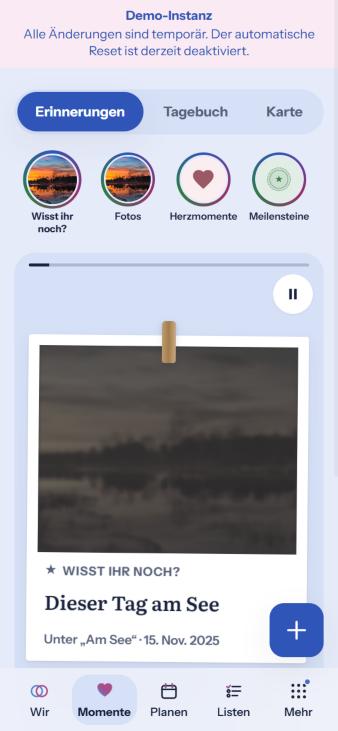 Demo-Instanz
Alle Änderungen sind temporär. Der automatische
Reset ist derzeit deaktiviert.
Erinnerungen
Tagebuch
Karte
Wisst ihr
noch?
Fotos
Herzmomente
Meilensteine
WISST IHR NOCH?
Dieser Tag am See
Unter „Am See“ · 15. Nov. 2025
Wir
Momente
Planen
Listen
Mehr